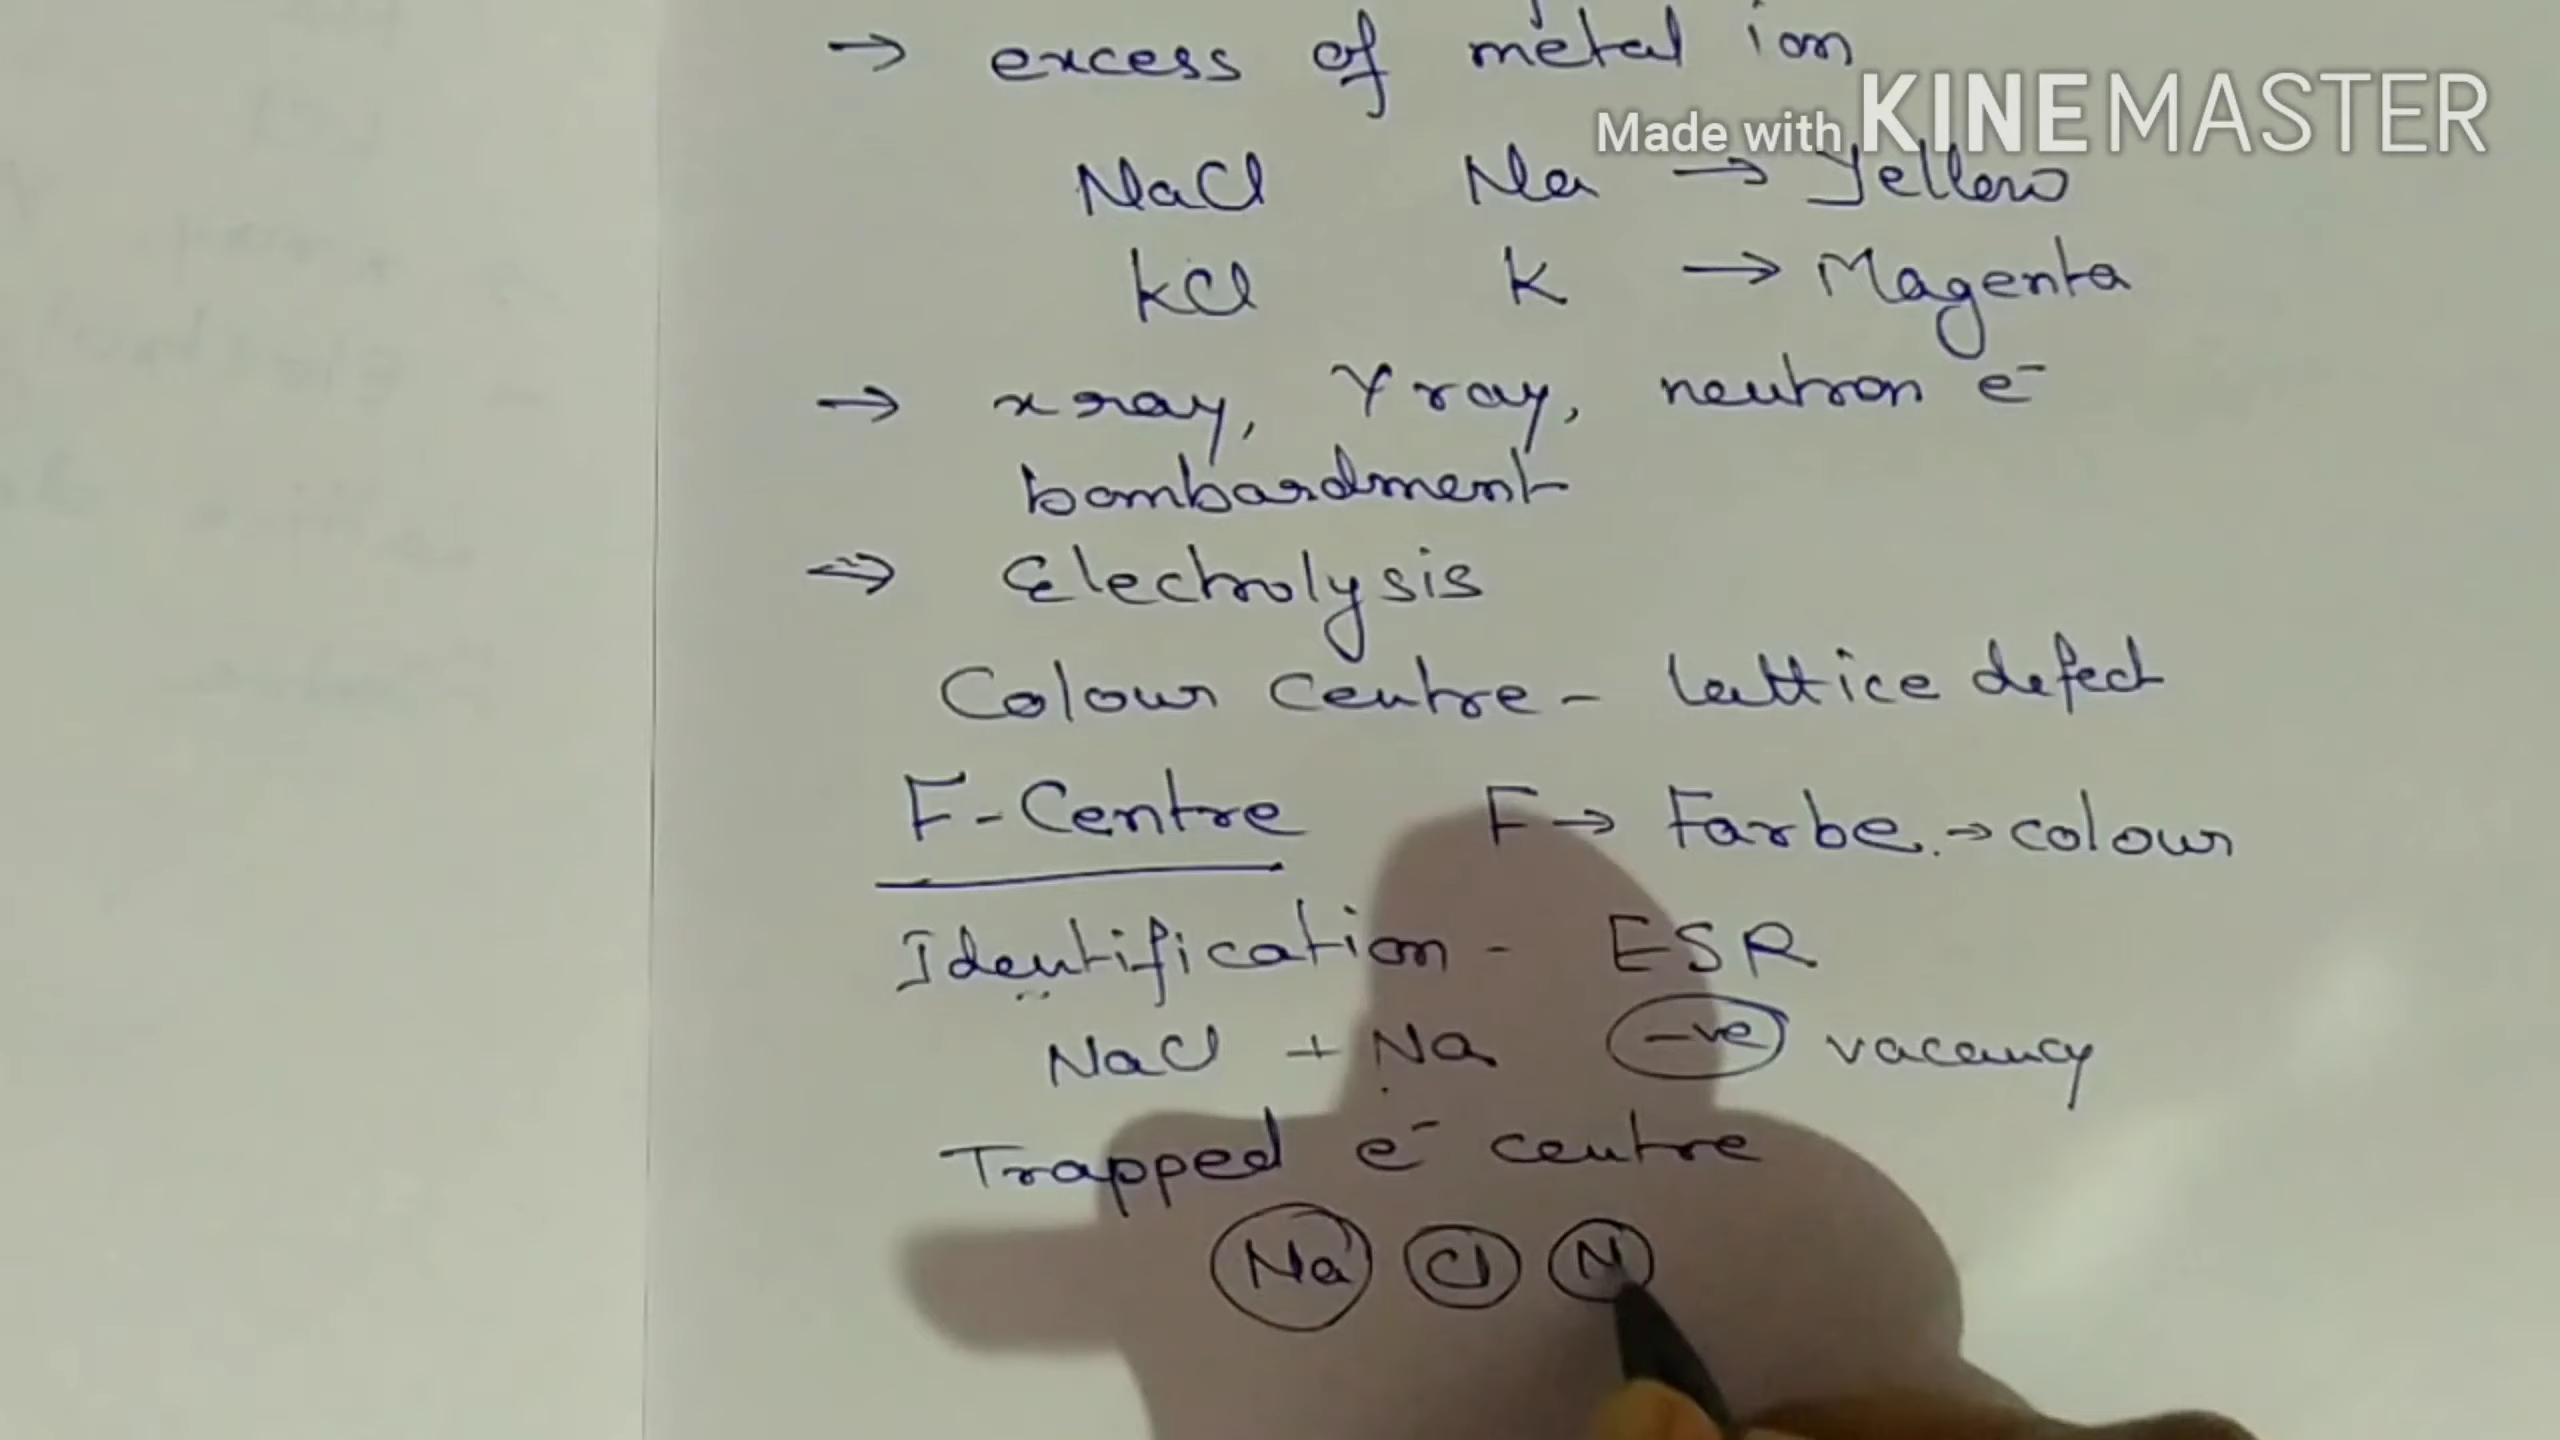 → excess of metal ion
Made with KINEMASTER
NaCl Na → Yellow
KCl K → Magenta
→ x ray, γ ray, neutron e⁻
bombardment
→ Electrolysis
Colour Centre - lattice defect
F-Centre F → Farbe. → colour
Identification - ESR
NaCl + Na -ve vacancy
Trapped e⁻ centre
Na Cl N